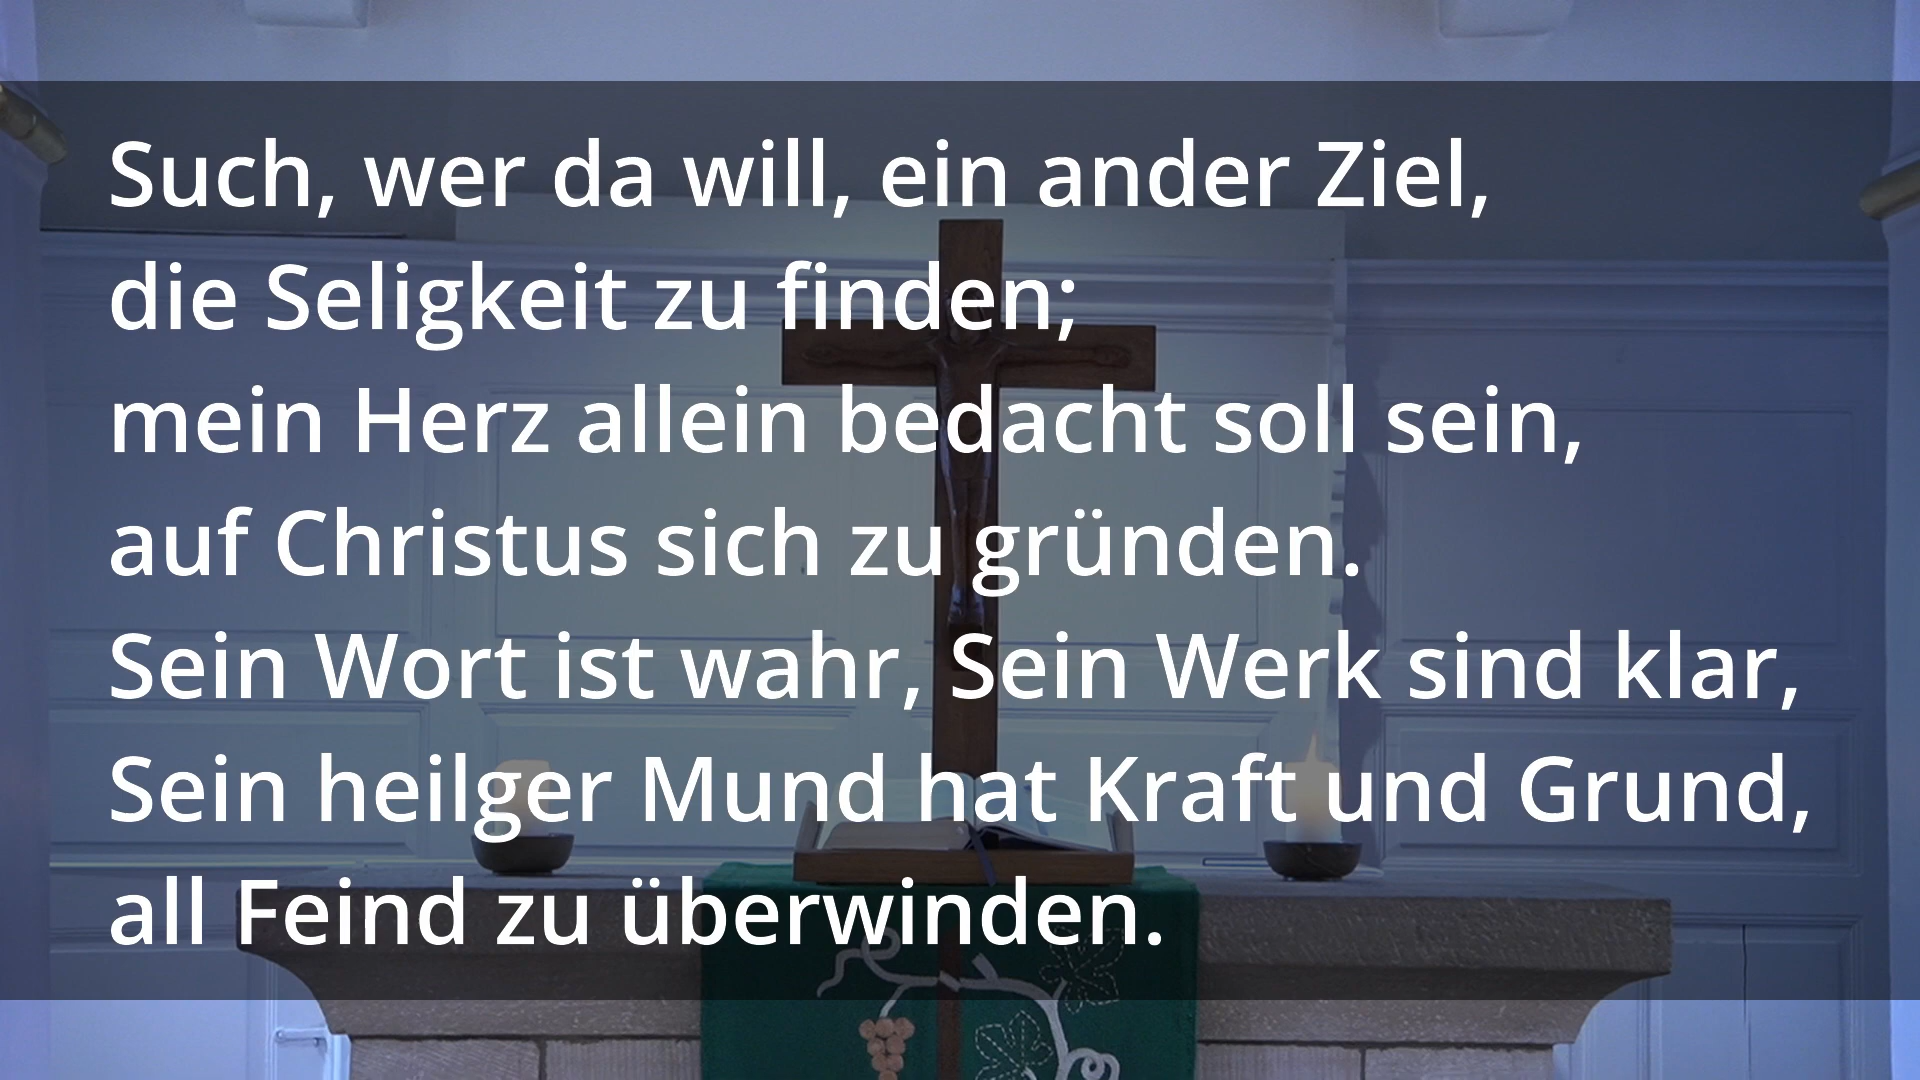 Such, wer da will, ein ander Ziel,
die Seligkeit zu finden;
mein Herz allein bedacht soll sein,
auf Christus sich zu gründen.
Sein Wort ist wahr, Sein Werk sind klar,
Sein heilger Mund hat Kraft und Grund,
all Feind zu überwinden.